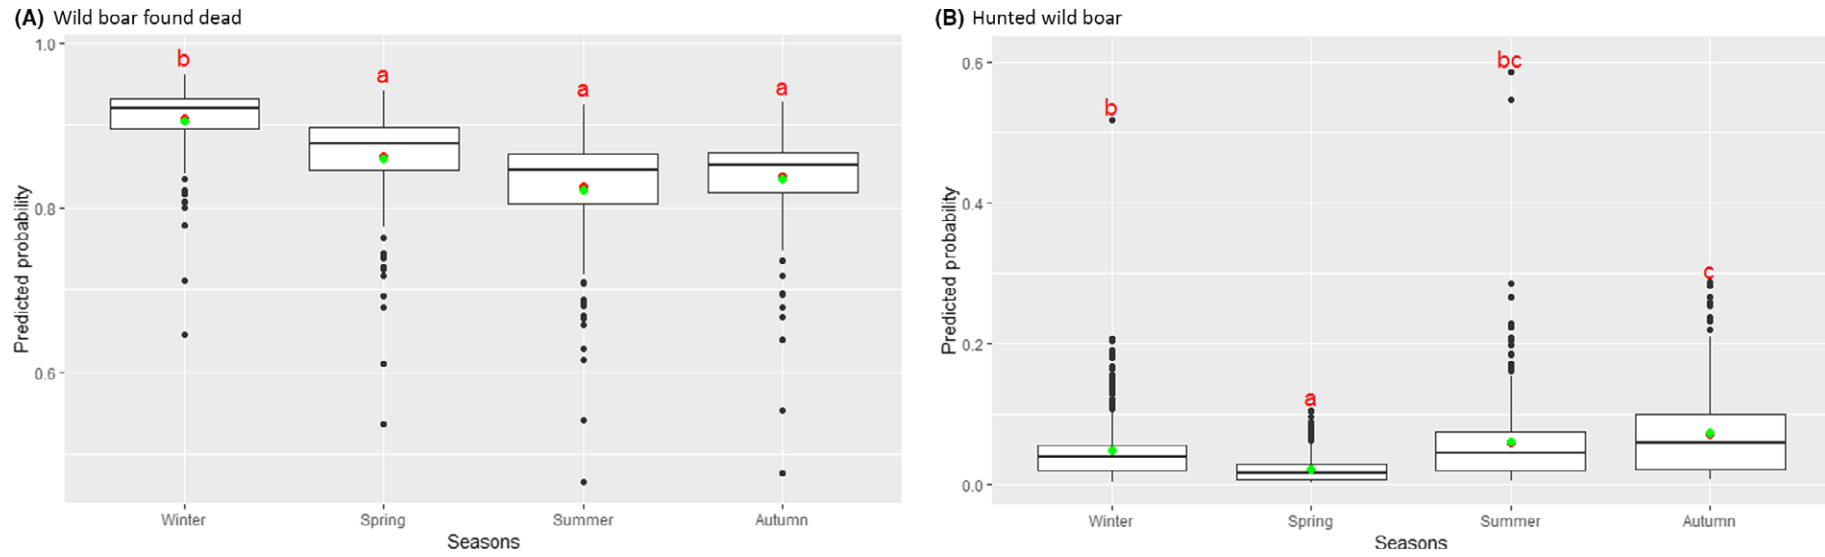 (A) Wild boar found dead
b
a
a
a
1.0
0.8
0.6
Predicted probability
Winter
Spring
Summer
Autumn
Seasons
(B) Hunted wild boar
b
a
bc
c
0.6
0.4
0.2
0.0
Predicted probability
Winter
Spring
Summer
Autumn
Seasons